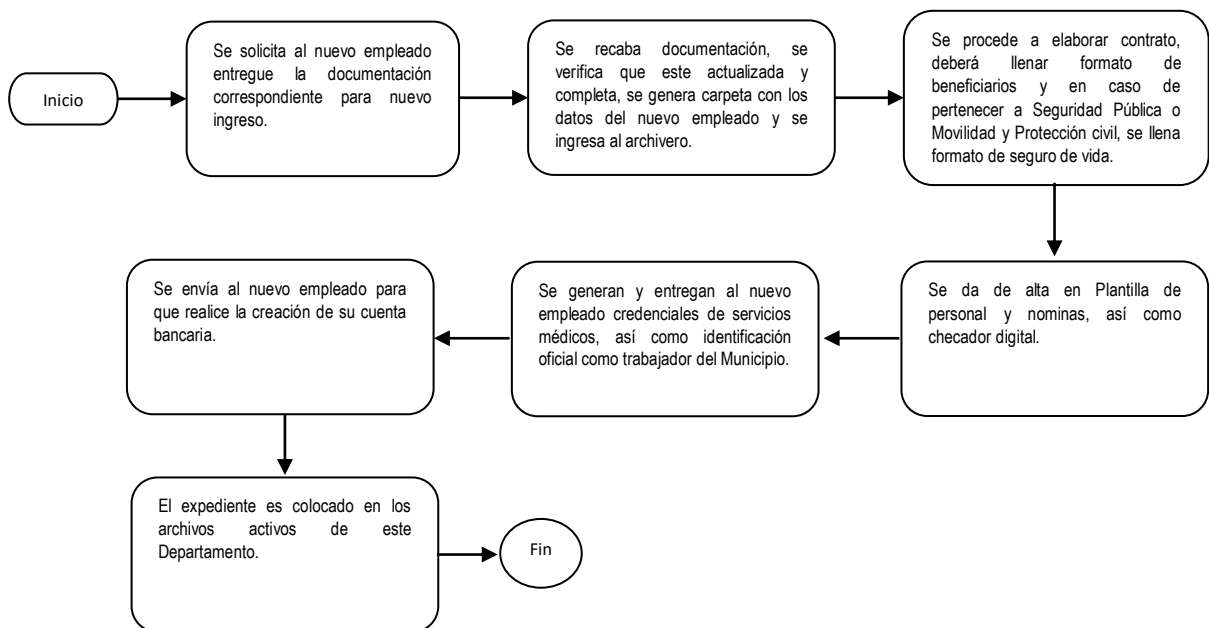 Inicio
Se solicita al nuevo empleado
entregue la documentación
correspondiente para nuevo
ingreso.
Se recaba documentación, se
verifica que este actualizada y
completa, se genera carpeta con los
datos del nuevo empleado y se
ingresa al archivero.
Se procede a elaborar contrato,
deberá llenar formato de
beneficiarios y en caso de
pertenecer a Seguridad Pública o
Movilidad y Protección civil, se llena
formato de seguro de vida.
Se da de alta en Plantilla de
personal y nominas, así como
checador digital.
Se generan y entregan al nuevo
empleado credenciales de servicios
médicos, así como identificación
oficial como trabajador del Municipio.
Se envía al nuevo empleado para
que realice la creación de su cuenta
bancaria.
El expediente es colocado en los
archivos activos de este
Departamento.
Fin